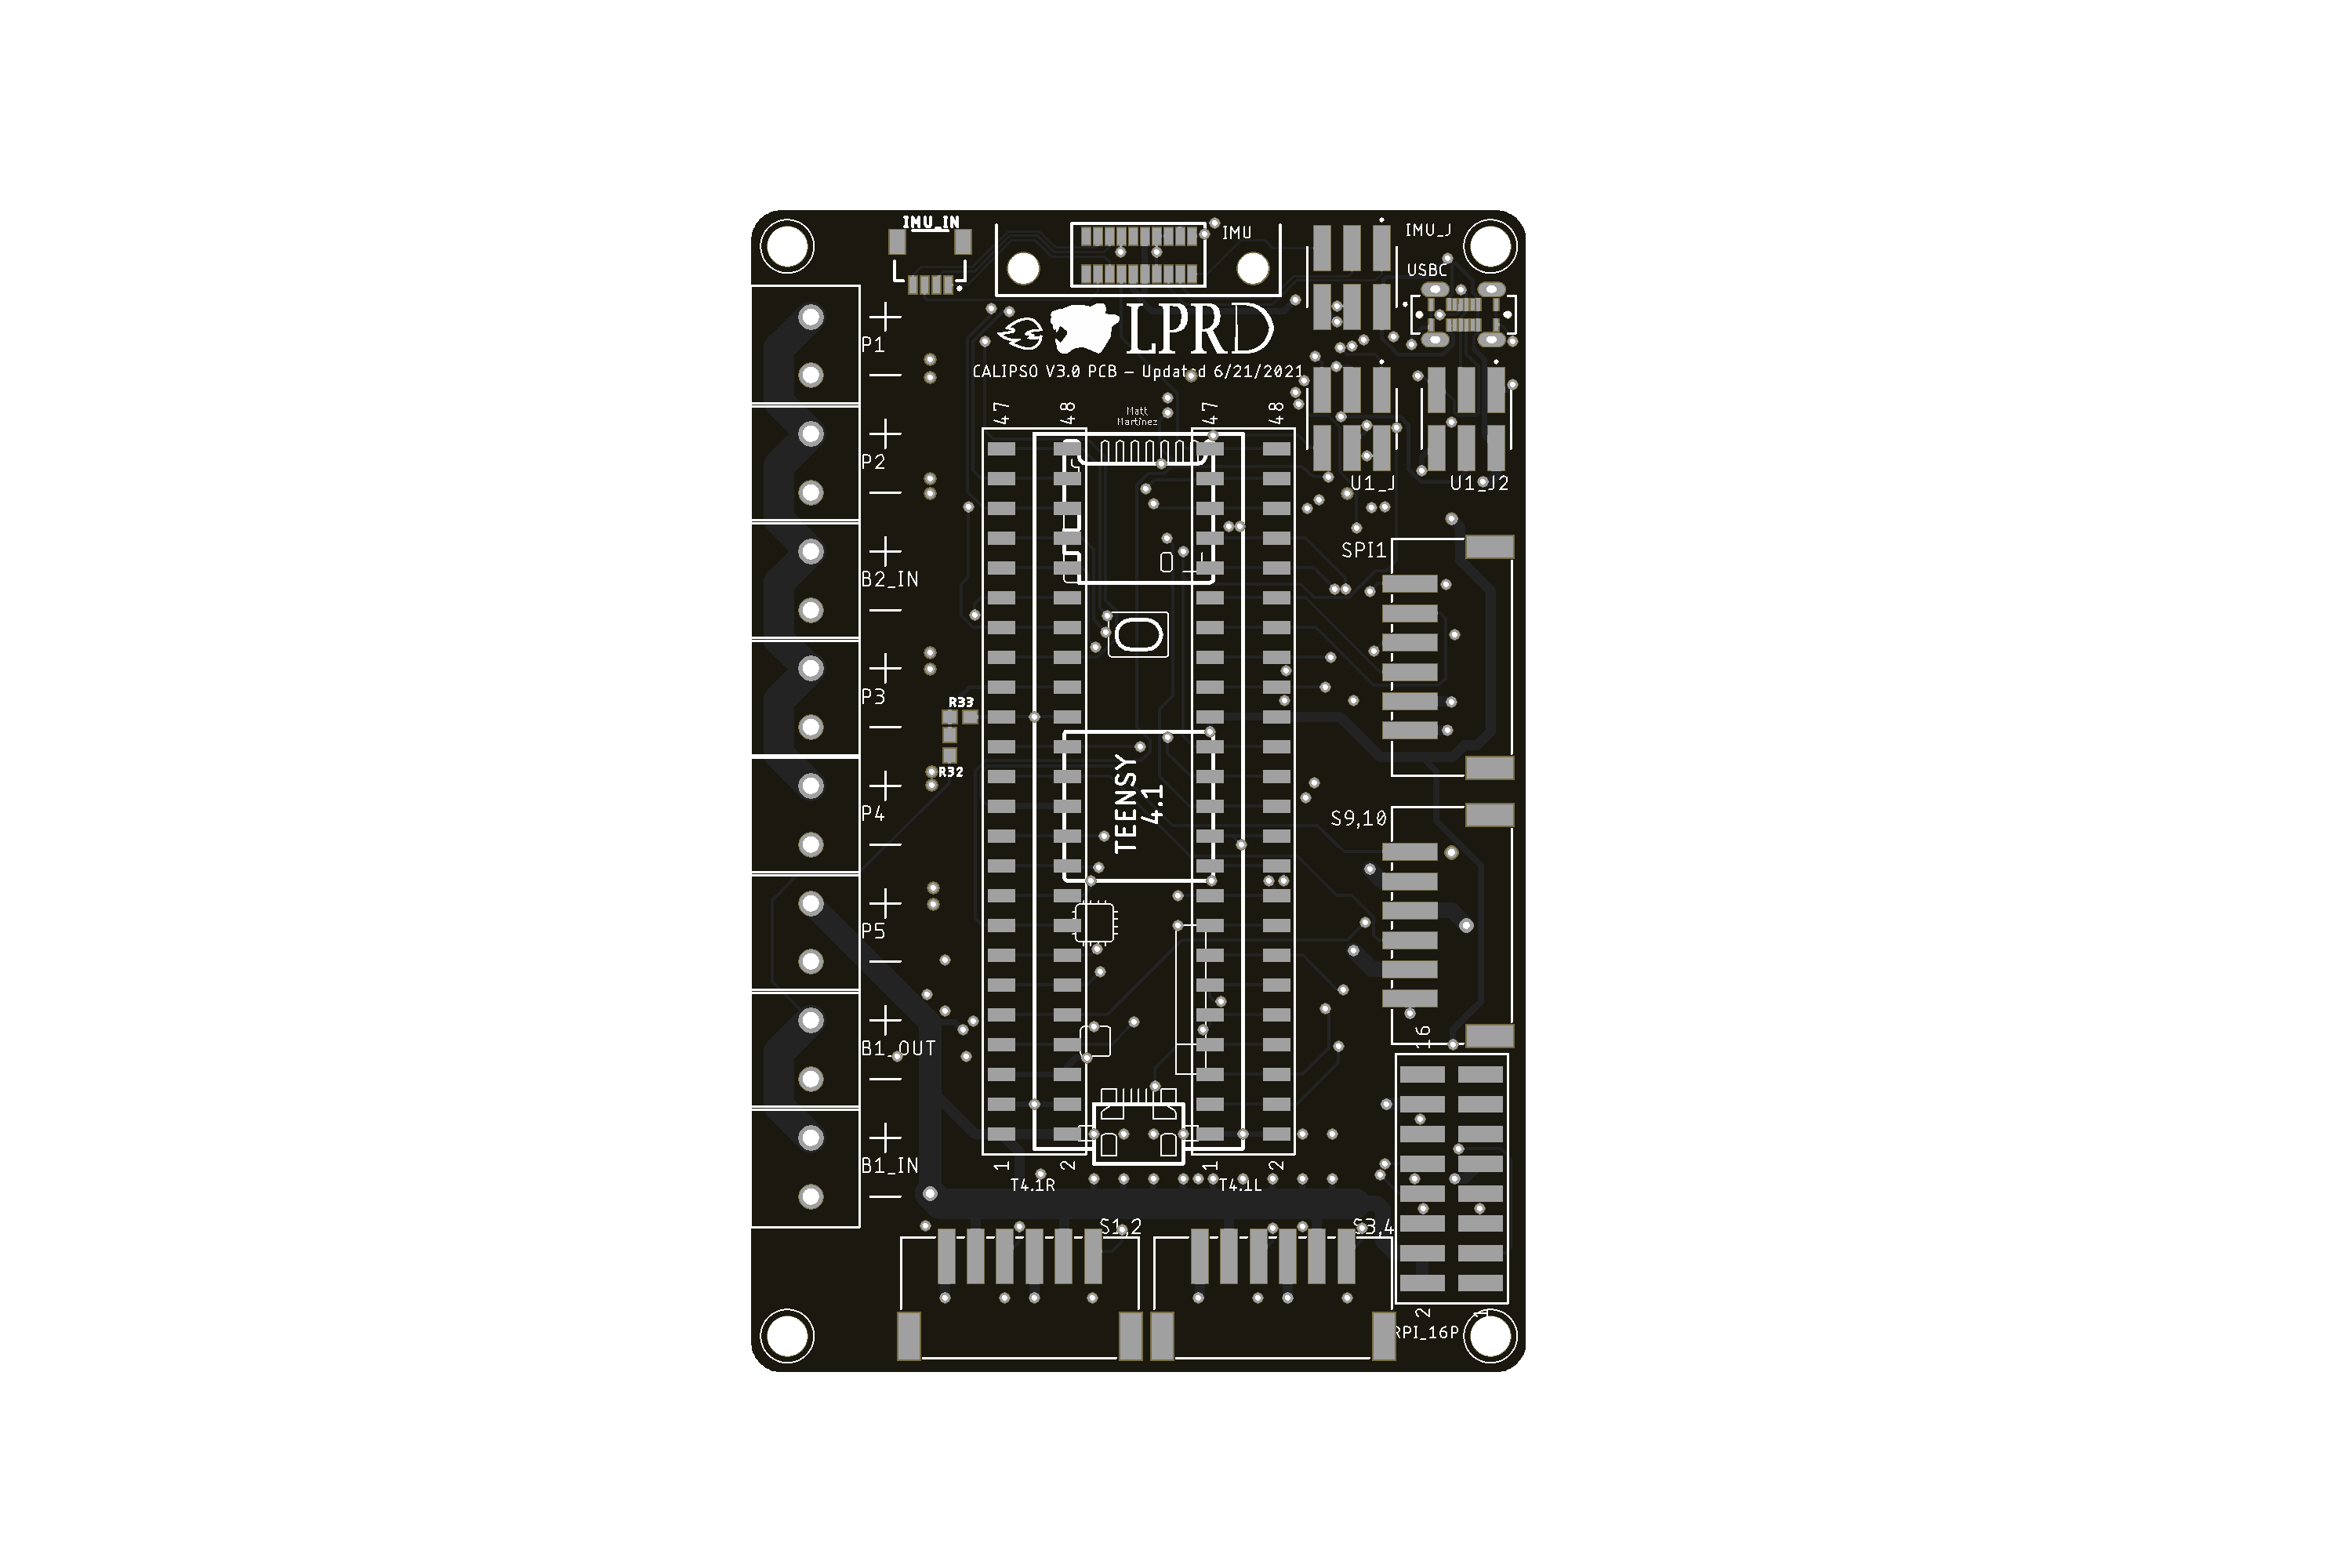 IMU_IN
IMU
IMU_J
USBC
LPRD
CALIPSO V3.0 PCB - Updated 6/21/2021
Matt
Martinez
47
48
47
48
P1
P2
B2_IN
P3
P4
P5
B1_OUT
B1_IN
U1_J
U1_J2
SPI1
R33
R32
TEENSY
4.1
S9,10
16
1
2
1
2
T4.1R
T4.1L
S1,2
S3,4
2
1
RPI_16P